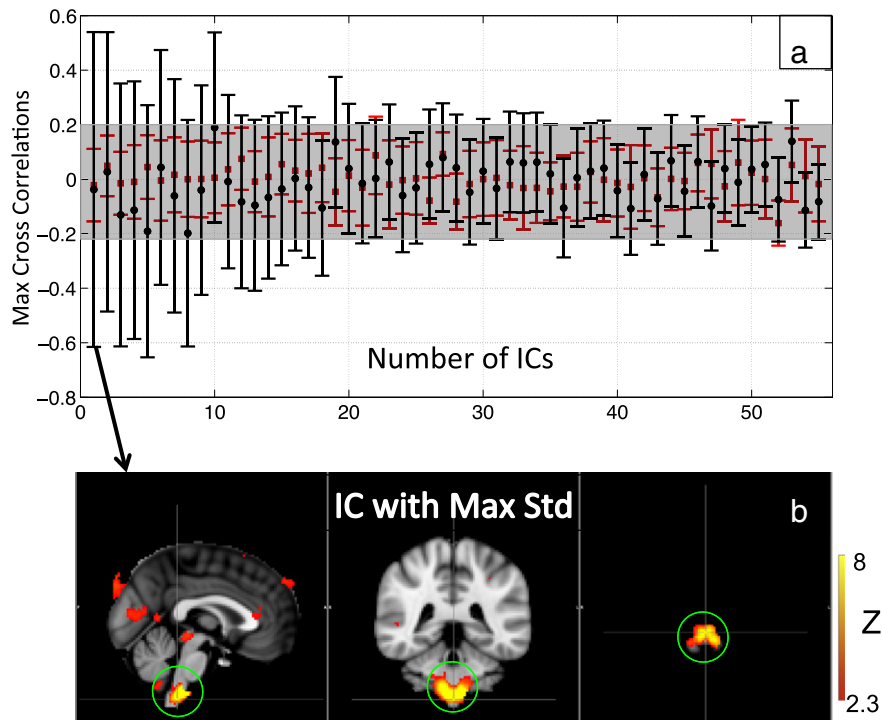 0.6
a
0.4
0.2
0
−0.2
−0.4
−0.6
−0.8
Max Cross Correlations
Number of ICs
0 10 20 30 40 50
IC with Max Std
b
8
Z
2.3